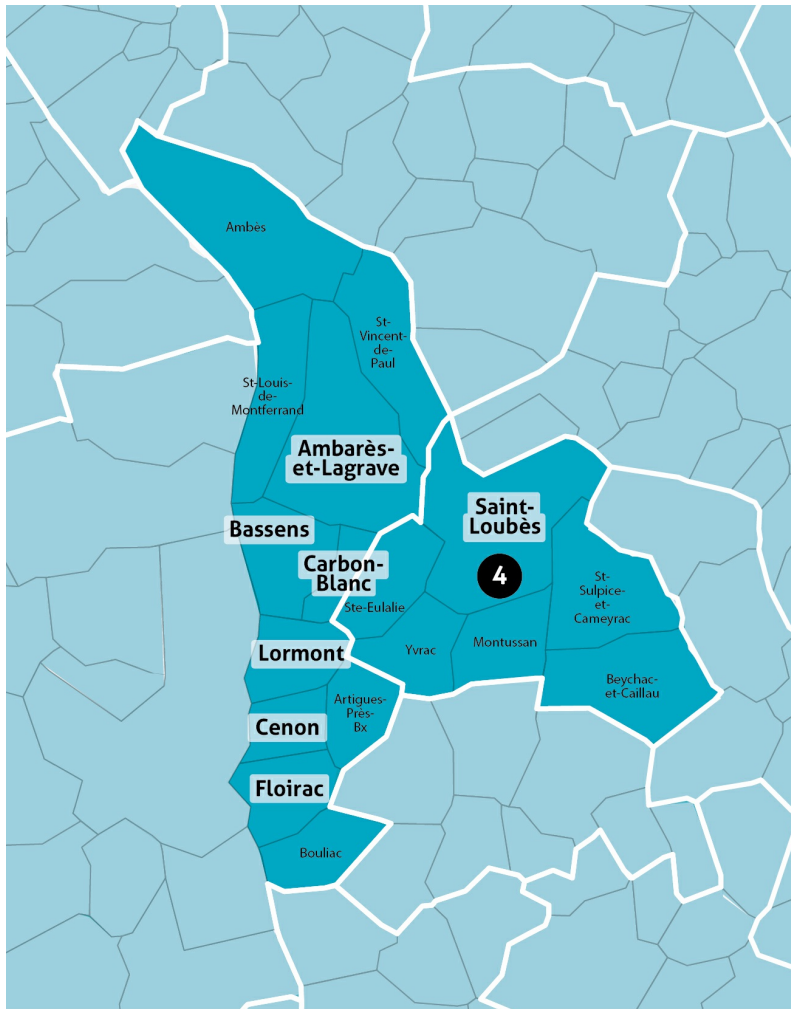 Ambès
St-
Vincent-
de-
Paul
St-Louis-
de-
Montferrand
Ambarès-
et-Lagrave
Saint-
Loubès
Bassens
4
Carbon-
Blanc
St-
Sulpice-
et-
Cameyrac
Ste-Eulalie
Yvrac
Montussan
Lormont
Beychac-
et-Caillau
Artigues-
Près-
Bx
Cenon
Floirac
Bouliac